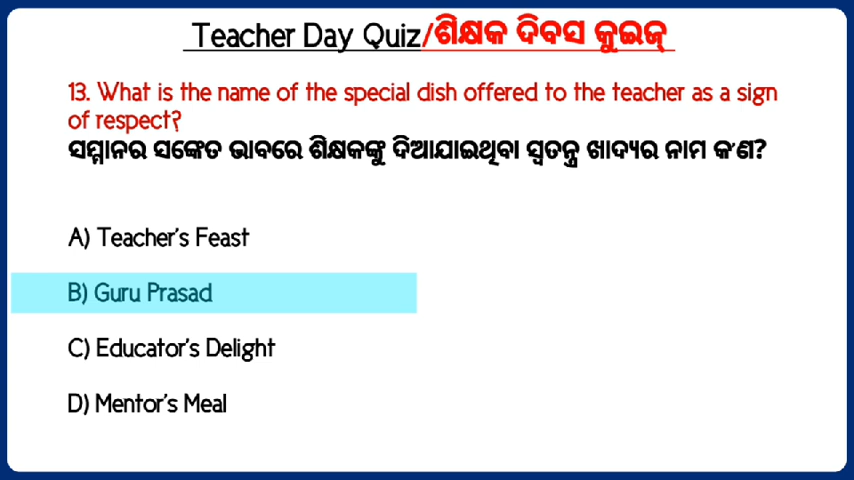 Teacher Day Quiz/ଶିକ୍ଷକ ଦିବସ କୁଇଜ୍
13. What is the name of the special dish offered to the teacher as a sign
of respect?
ସମ୍ମାନର ସଙ୍କେତ ଭାବରେ ଶିକ୍ଷକଙ୍କୁ ଦିଆଯାଇଥିବା ସ୍ୱତନ୍ତ୍ର ଖାଦ୍ୟର ନାମ କ'ଣ?
A) Teacher's Feast
B) Guru Prasad
C) Educator's Delight
D) Mentor's Meal